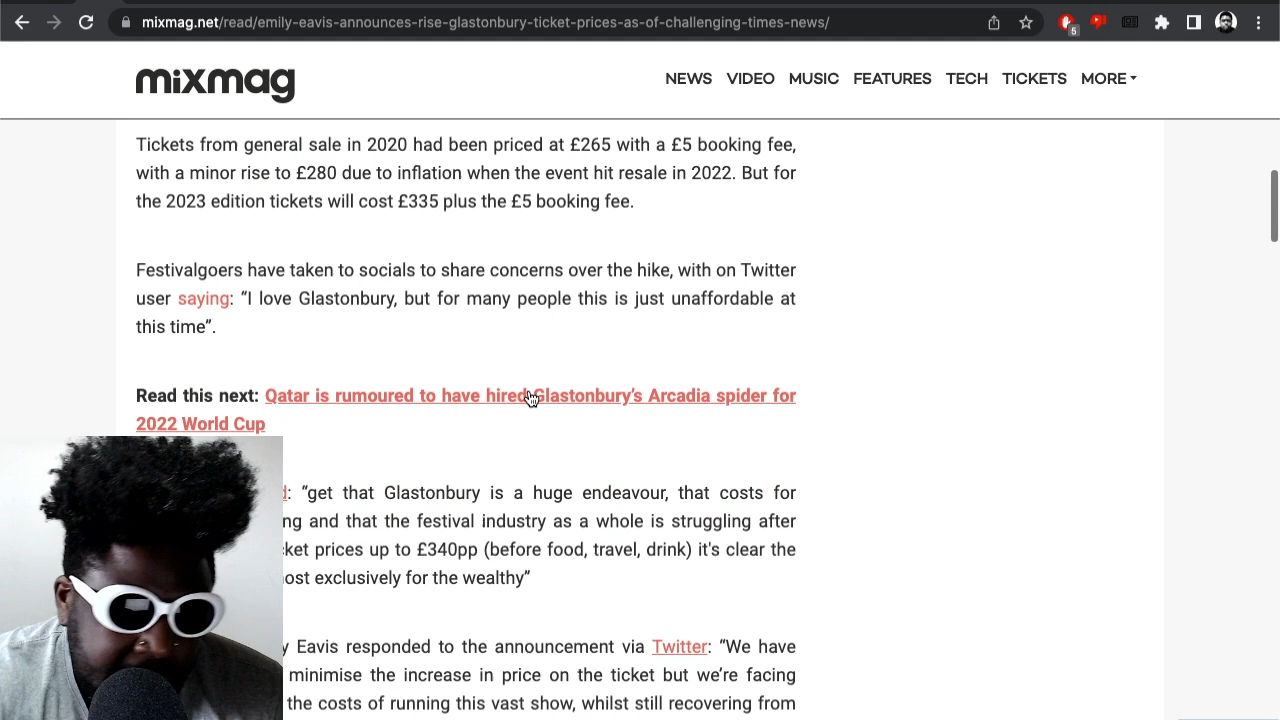 mixmag.net/read/emily-eavis-announces-rise-glastonbury-ticket-prices-as-of-challenging-times-news/
5
mixmag
NEWS VIDEO MUSIC FEATURES TECH TICKETS MORE
Tickets from general sale in 2020 had been priced at £265 with a £5 booking fee,
with a minor rise to £280 due to inflation when the event hit resale in 2022. But for
the 2023 edition tickets will cost £335 plus the £5 booking fee.
Festivalgoers have taken to socials to share concerns over the hike, with on Twitter
user saying: “I love Glastonbury, but for many people this is just unaffordable at
this time”.
Read this next: Qatar is rumoured to have hired Glastonbury’s Arcadia spider for
2022 World Cup
: “get that Glastonbury is a huge endeavour, that costs for
and that the festival industry as a whole is struggling after
prices up to £340pp (before food, travel, drink) it's clear the
exclusively for the wealthy”
Eavis responded to the announcement via Twitter: “We have
minimise the increase in price on the ticket but we’re facing
the costs of running this vast show, whilst still recovering from